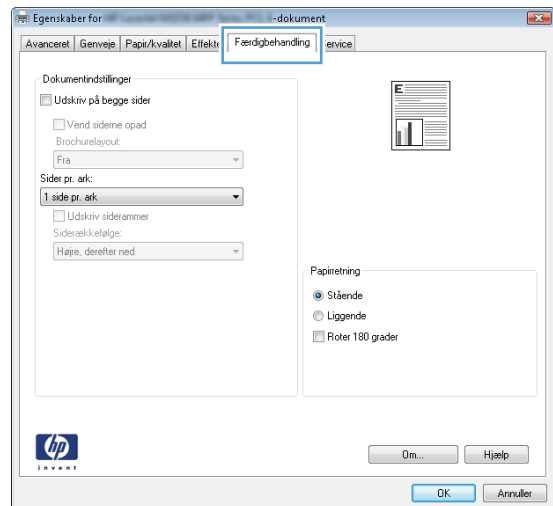 Egenskaber for -dokument
Avanceret Genveje Papir/kvalitet Effekte Færdigbehandling ervice
Dokumentindstillinger
Udskriv på begge sider
Vend siderne opad
Brochurelayout:
Fra
Sider pr. ark:
1 side pr. ark
Udskriv siderammer
Siderækkefølge:
Højre, derefter ned
E
Papirretning
Stående
Liggende
Roter 180 grader
hp
invent
Om... Hjælp
OK Annuller